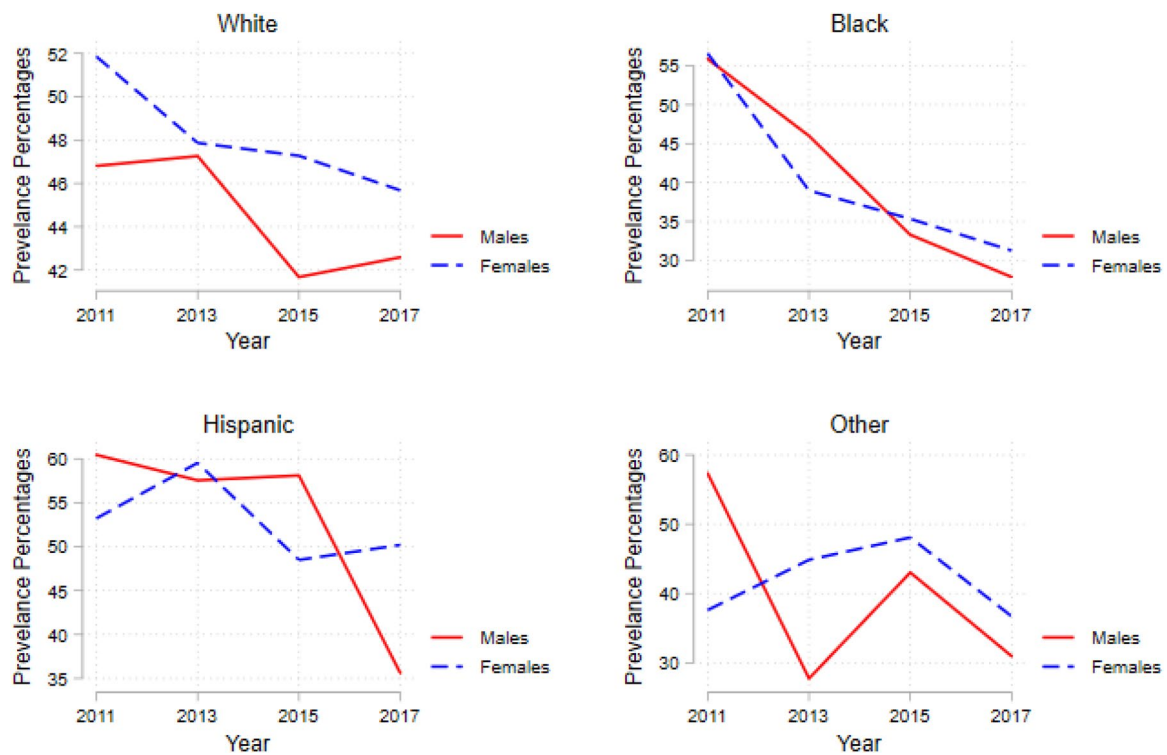 White
Prevelance Percentages
52
50
48
46
44
42
2011 2013 2015 2017
Year
Males
Females
Black
Prevelance Percentages
55
50
45
40
35
30
2011 2013 2015 2017
Year
Males
Females
Hispanic
Prevelance Percentages
60
55
50
45
40
35
2011 2013 2015 2017
Year
Males
Females
Other
Prevelance Percentages
60
50
40
30
2011 2013 2015 2017
Year
Males
Females